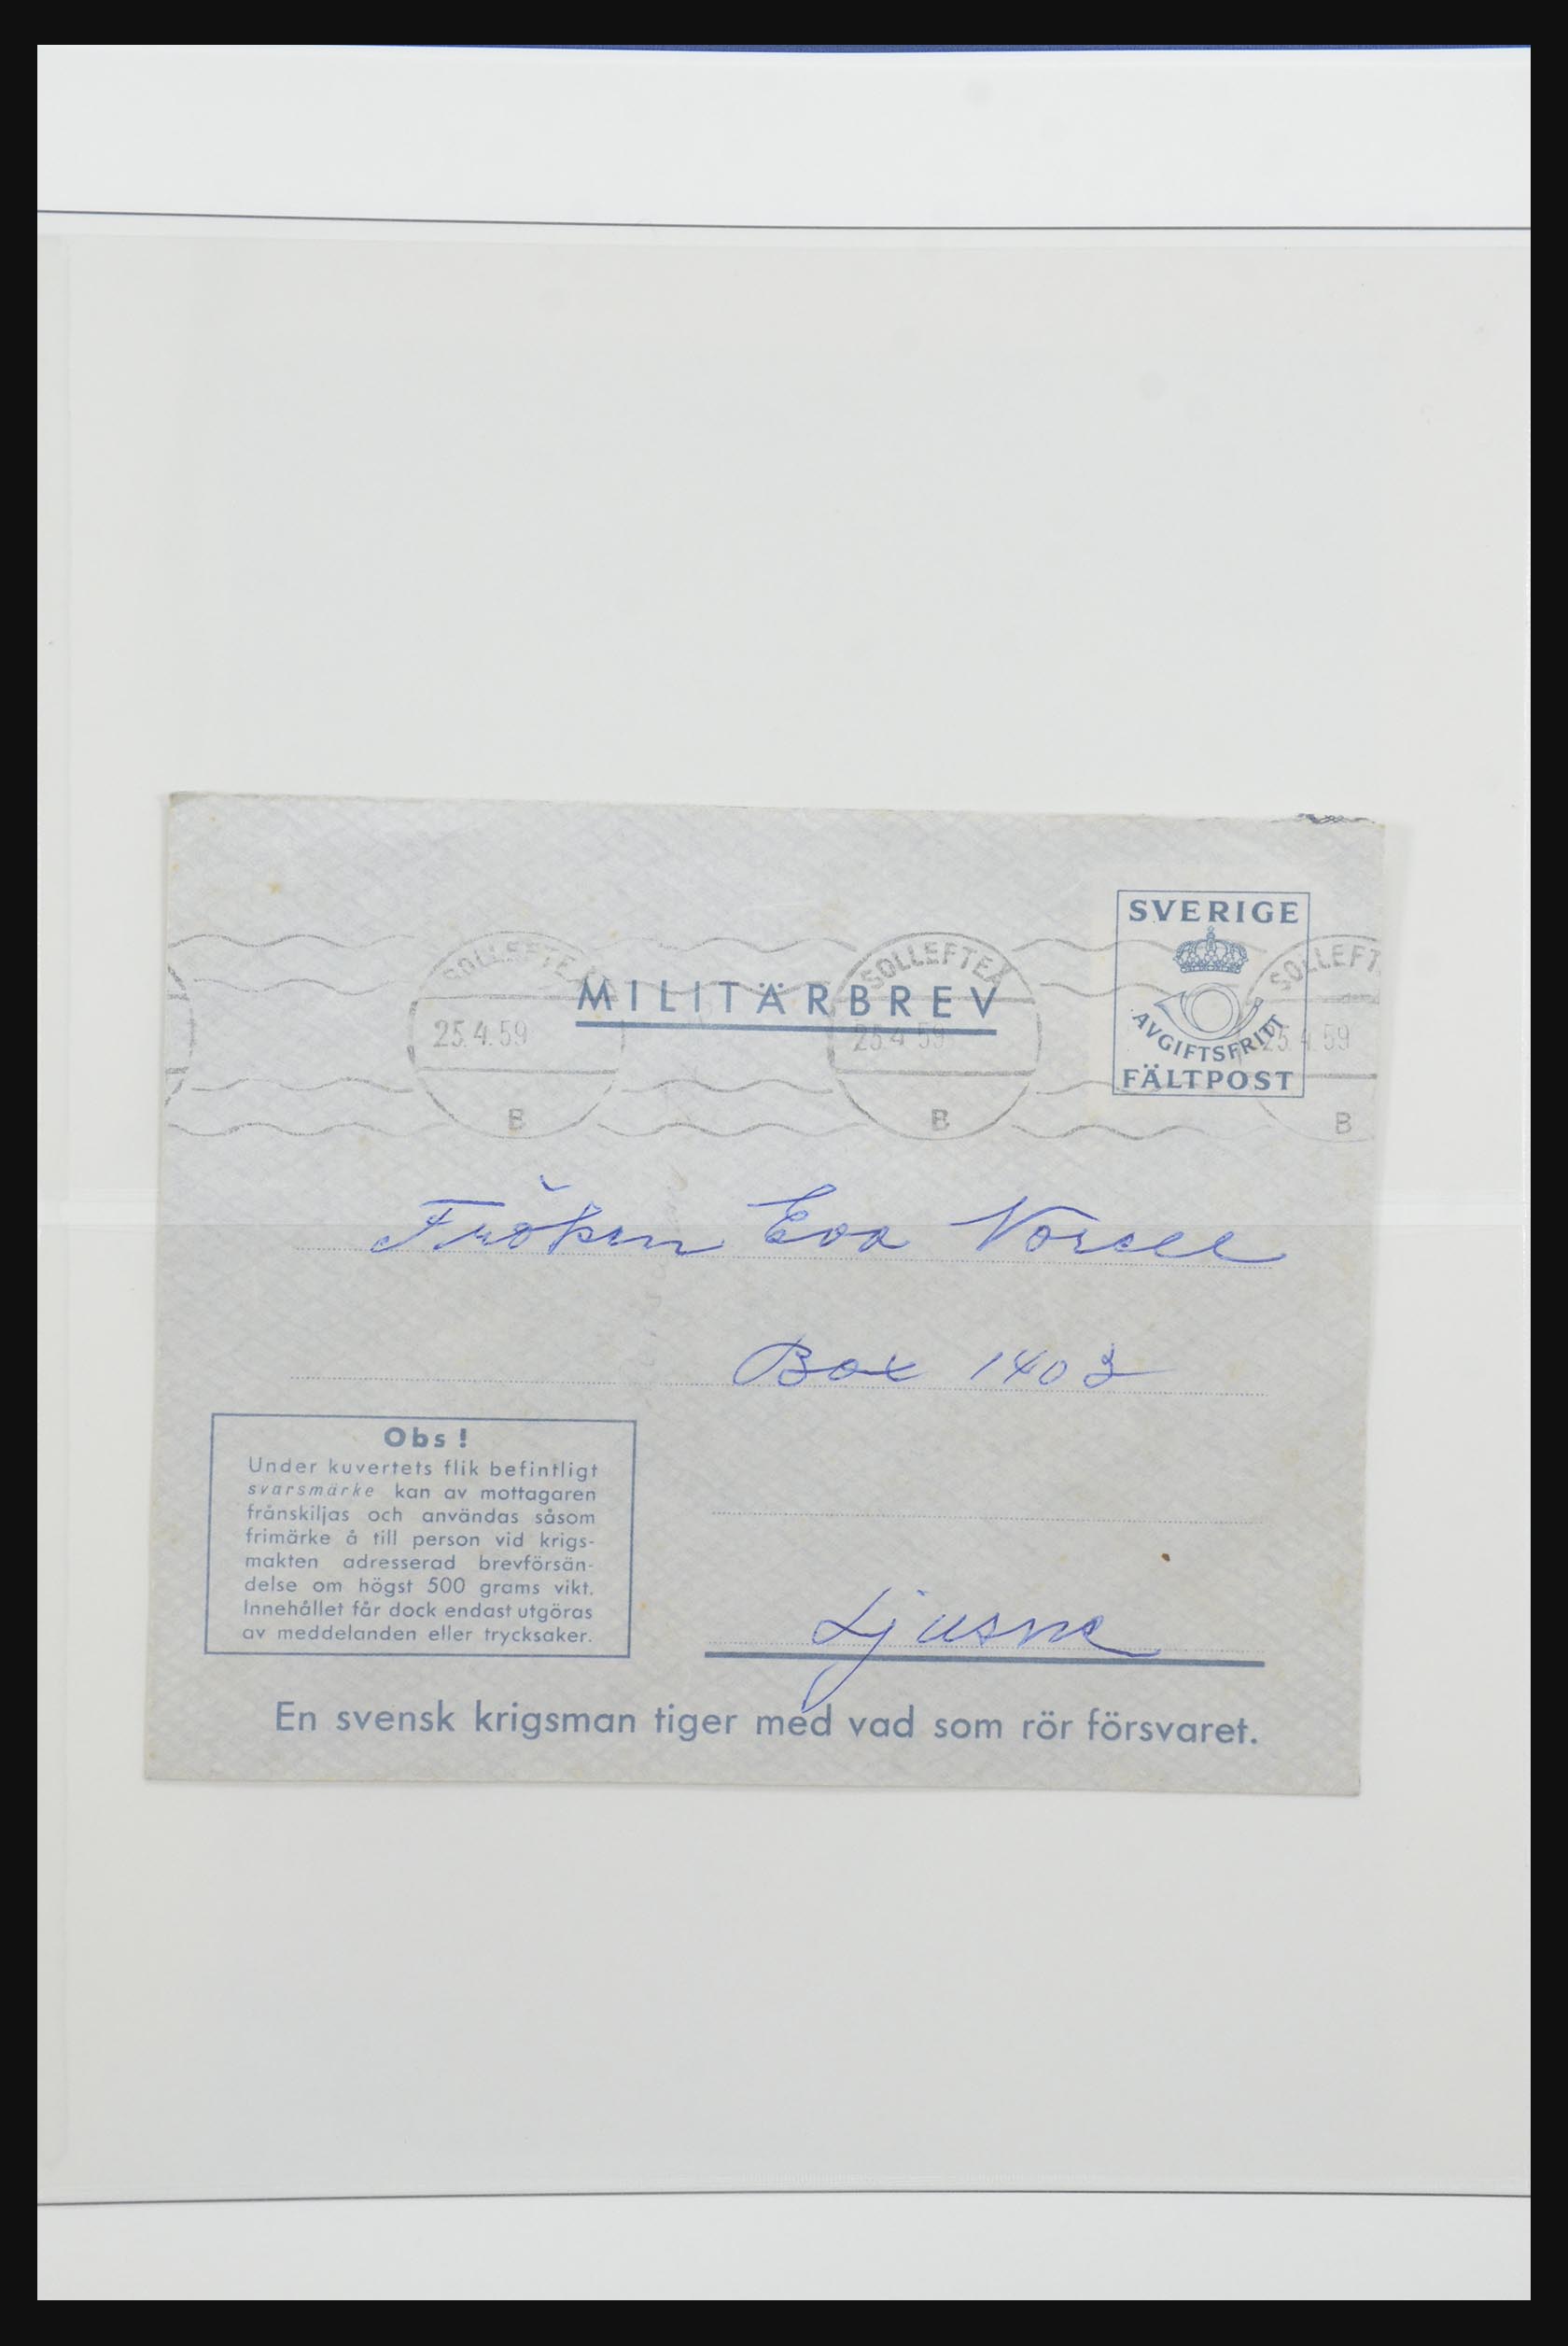 SVERIGE
AVGIFTSFRITT
FÄLTPOST
SOLLEFTEÅ SOLLEFTEÅ SOLLEFT
MILITÄRBREV
25.4.59 25 4 59 25.4.59
B B B
Fröken Eva Norell
Box 1403
Obs!
Under kuvertets flik befintligt
svarsmärke kan av mottagaren
frånskiljas och användas såsom
frimärke å till person vid krigs-
makten adresserad brevförsän-
delse om högst 500 grams vikt.
Innehållet får dock endast utgöras
av meddelanden eller trycksaker.
Ljusne
En svensk krigsman tiger med vad som rör försvaret.